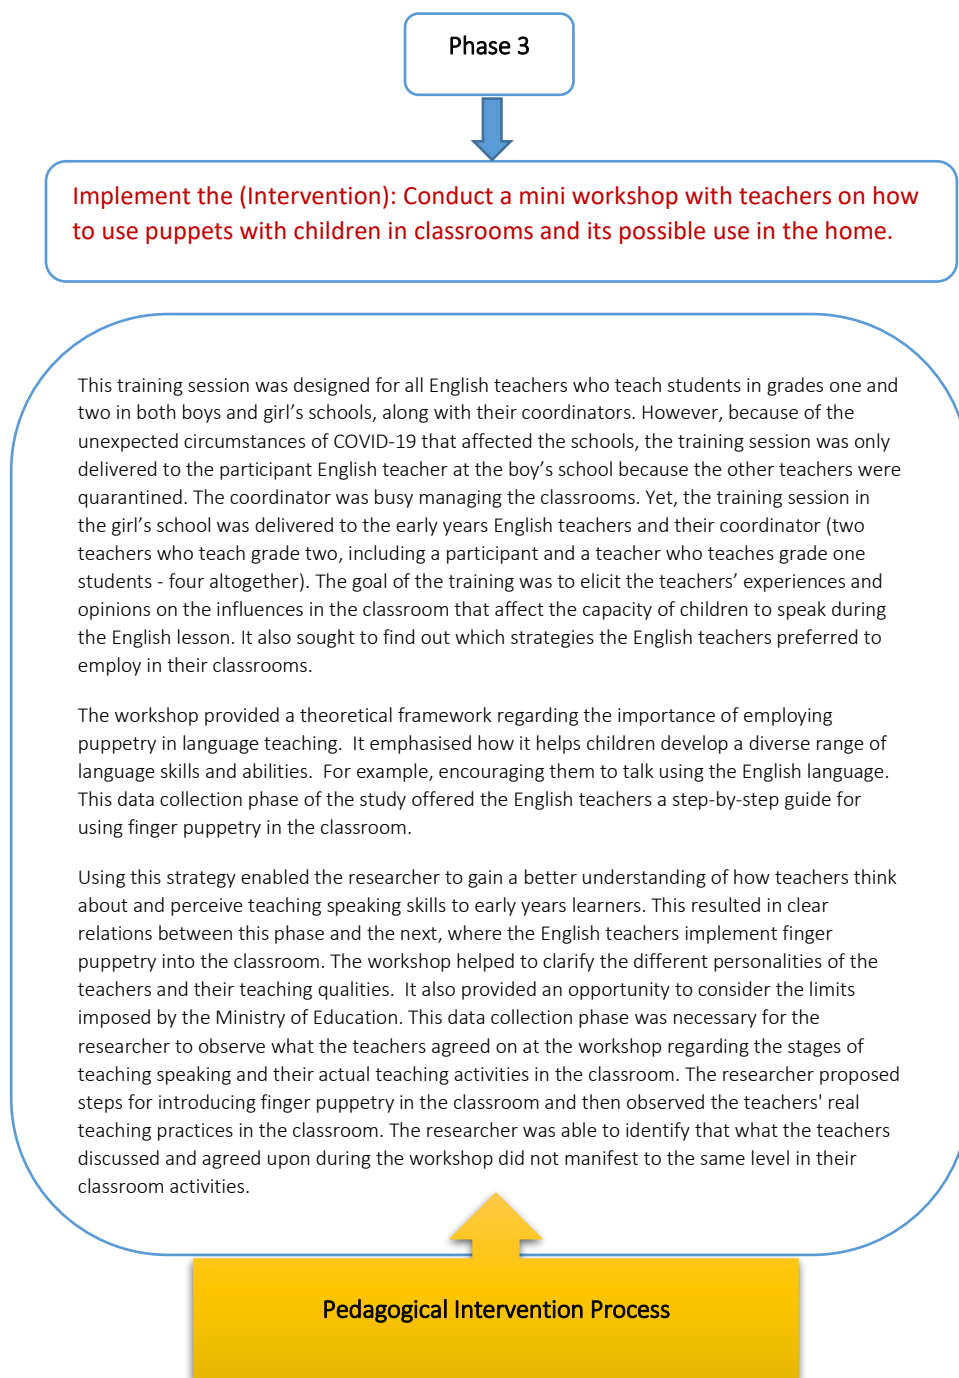 Phase 3
Implement the (Intervention): Conduct a mini workshop with teachers on how
to use puppets with children in classrooms and its possible use in the home.
This training session was designed for all English teachers who teach students in grades one and
two in both boys and girl’s schools, along with their coordinators. However, because of the
unexpected circumstances of COVID-19 that affected the schools, the training session was only
delivered to the participant English teacher at the boy’s school because the other teachers were
quarantined. The coordinator was busy managing the classrooms. Yet, the training session in
the girl’s school was delivered to the early years English teachers and their coordinator (two
teachers who teach grade two, including a participant and a teacher who teaches grade one
students - four altogether). The goal of the training was to elicit the teachers’ experiences and
opinions on the influences in the classroom that affect the capacity of children to speak during
the English lesson. It also sought to find out which strategies the English teachers preferred to
employ in their classrooms.
The workshop provided a theoretical framework regarding the importance of employing
puppetry in language teaching.  It emphasised how it helps children develop a diverse range of
language skills and abilities.  For example, encouraging them to talk using the English language.
This data collection phase of the study offered the English teachers a step-by-step guide for
using finger puppetry in the classroom.
Using this strategy enabled the researcher to gain a better understanding of how teachers think
about and perceive teaching speaking skills to early years learners. This resulted in clear
relations between this phase and the next, where the English teachers implement finger
puppetry into the classroom. The workshop helped to clarify the different personalities of the
teachers and their teaching qualities.  It also provided an opportunity to consider the limits
imposed by the Ministry of Education. This data collection phase was necessary for the
researcher to observe what the teachers agreed on at the workshop regarding the stages of
teaching speaking and their actual teaching activities in the classroom. The researcher proposed
steps for introducing finger puppetry in the classroom and then observed the teachers' real
teaching practices in the classroom. The researcher was able to identify that what the teachers
discussed and agreed upon during the workshop did not manifest to the same level in their
classroom activities.
Pedagogical Intervention Process